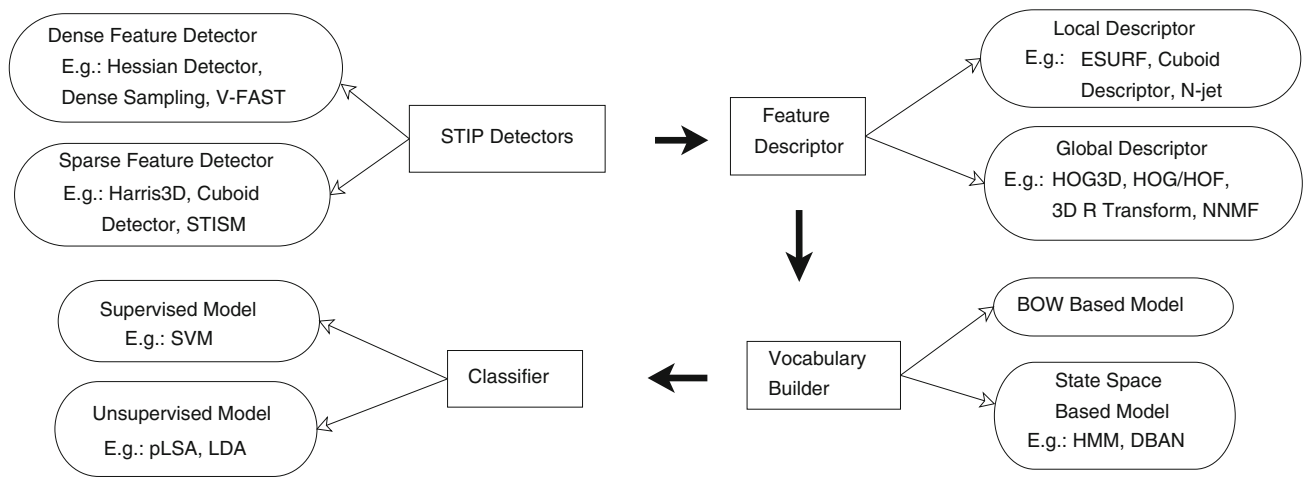 Dense Feature Detector
E.g.: Hessian Detector,
Dense Sampling, V-FAST
Sparse Feature Detector
E.g.: Harris3D, Cuboid
Detector, STISM
STIP Detectors
Feature
Descriptor
Local Descriptor
E.g.: ESURF, Cuboid
Descriptor, N-jet
Global Descriptor
E.g.: HOG3D, HOG/HOF,
3D R Transform, NNMF
Supervised Model
E.g.: SVM
Unsupervised Model
E.g.: pLSA, LDA
Classifier
Vocabulary
Builder
BOW Based Model
State Space
Based Model
E.g.: HMM, DBAN